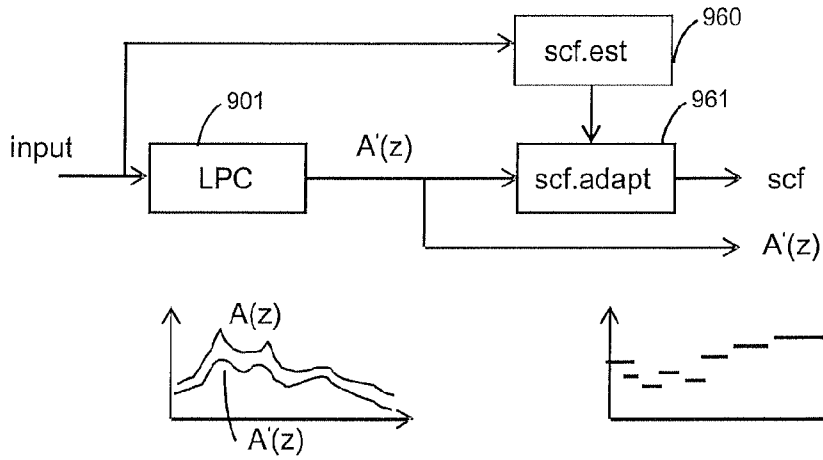 960
scf.est
961
901
input
A'(z)
LPC
scf.adapt
scf
A'(z)
A(z)
A'(z)